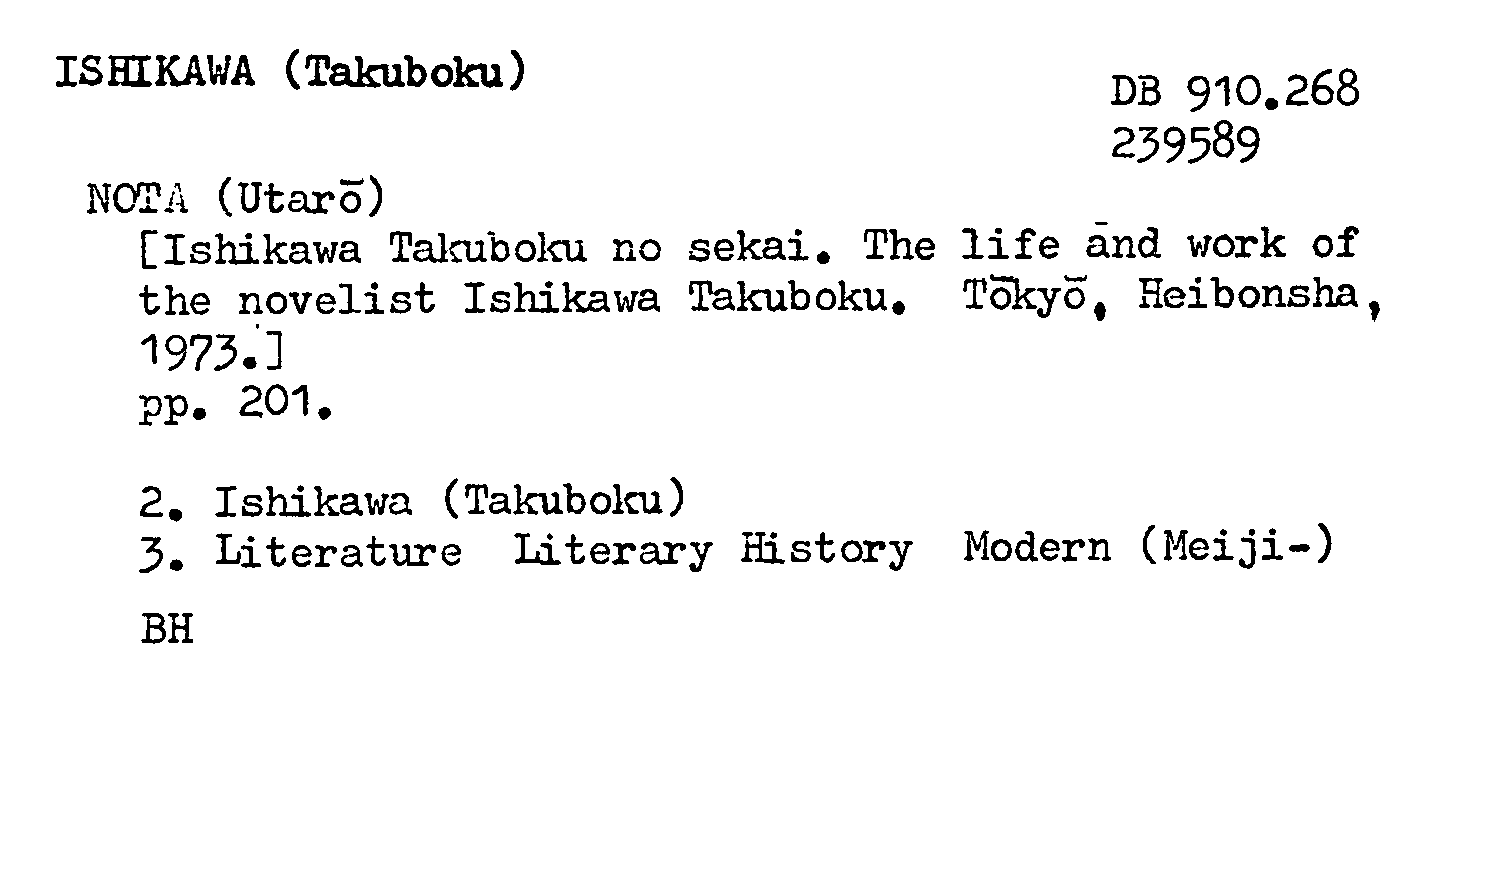 ISHIKAWA (Takuboku)
DB 910.268
239589
NOTA (Utarō)
[Ishikawa Takuboku no sekai. The life and work of
the novelist Ishikawa Takuboku. Tōkyō, Heibonsha,
1973.]
pp. 201.
2. Ishikawa (Takuboku)
3. Literature Literary History Modern (Meiji-)
BH